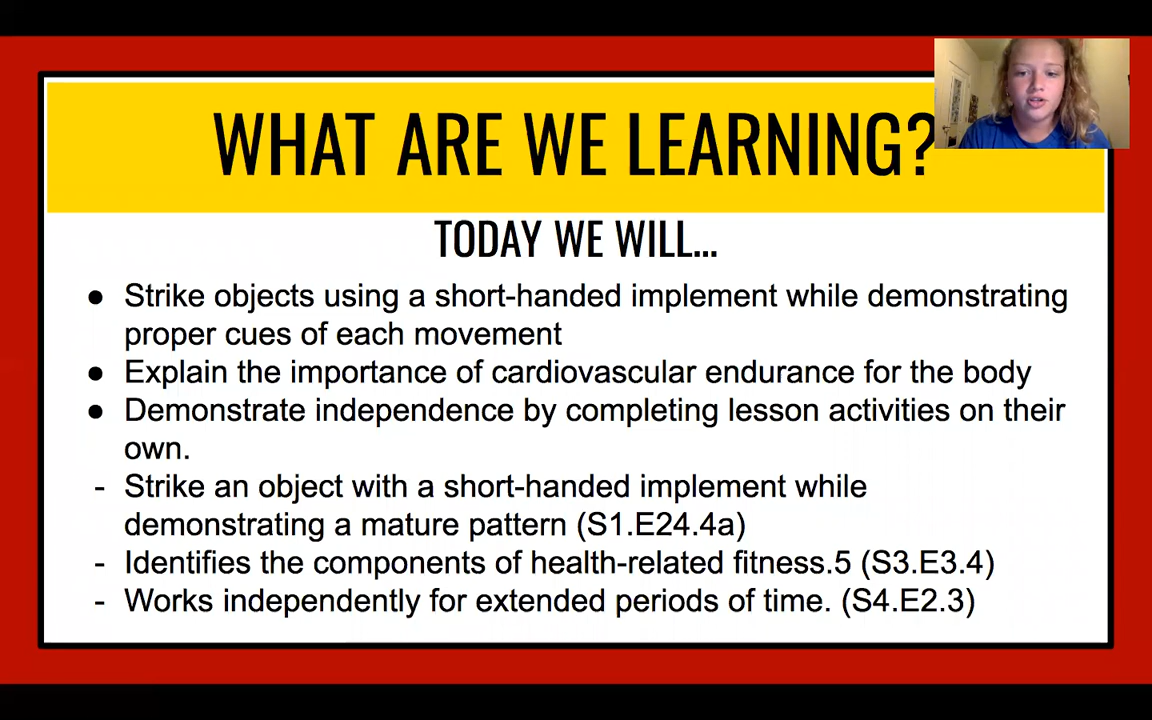 WHAT ARE WE LEARNING?
TODAY WE WILL...
● Strike objects using a short-handed implement while demonstrating
proper cues of each movement
● Explain the importance of cardiovascular endurance for the body
● Demonstrate independence by completing lesson activities on their
own.
- Strike an object with a short-handed implement while
demonstrating a mature pattern (S1.E24.4a)
- Identifies the components of health-related fitness.5 (S3.E3.4)
- Works independently for extended periods of time. (S4.E2.3)